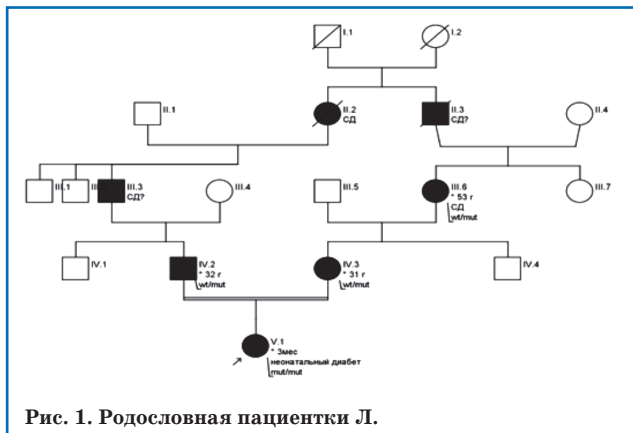 I.1
I.2
II.1
II.2
СД
II.3
СД?
II.4
III.1
III.3
СД?
III.4
III.5
III.6
* 53 г
СД
wt/mut
III.7
IV.1
IV.2
* 32 г
wt/mut
IV.3
* 31 г
wt/mut
IV.4
V.1
* 3мес
неонатальный диабет
mut/mut
Рис. 1. Родословная пациентки Л.